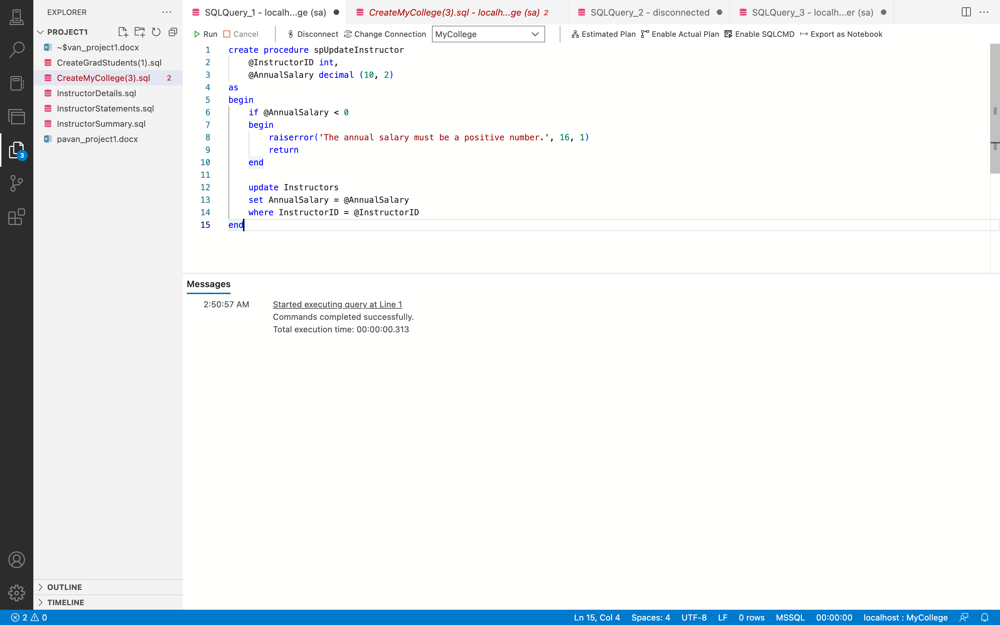 EXPLORER
PROJECT1
~$van_project1.docx
CreateGradStudents(1).sql
CreateMyCollege(3).sql 2
InstructorDetails.sql
InstructorStatements.sql
InstructorSummary.sql
pavan_project1.docx
3
OUTLINE
TIMELINE
SQLQuery_1 - localh...ge (sa)
CreateMyCollege(3).sql - localh...ge (sa) 2
SQLQuery_2 - disconnected
SQLQuery_3 - localh...er (sa)
Run Cancel Disconnect Change Connection MyCollege Estimated Plan Enable Actual Plan Enable SQLCMD Export as Notebook
1 create procedure spUpdateInstructor
2 @InstructorID int,
3 @AnnualSalary decimal (10, 2)
4 as
5 begin
6 if @AnnualSalary < 0
7 begin
8 raiserror('The annual salary must be a positive number.', 16, 1)
9 return
10 end
11
12 update Instructors
13 set AnnualSalary = @AnnualSalary
14 where InstructorID = @InstructorID
15 end
Messages
2:50:57 AM Started executing query at Line 1
Commands completed successfully.
Total execution time: 00:00:00.313
2 0 Ln 15, Col 4 Spaces: 4 UTF-8 LF 0 rows MSSQL 00:00:00 localhost : MyCollege